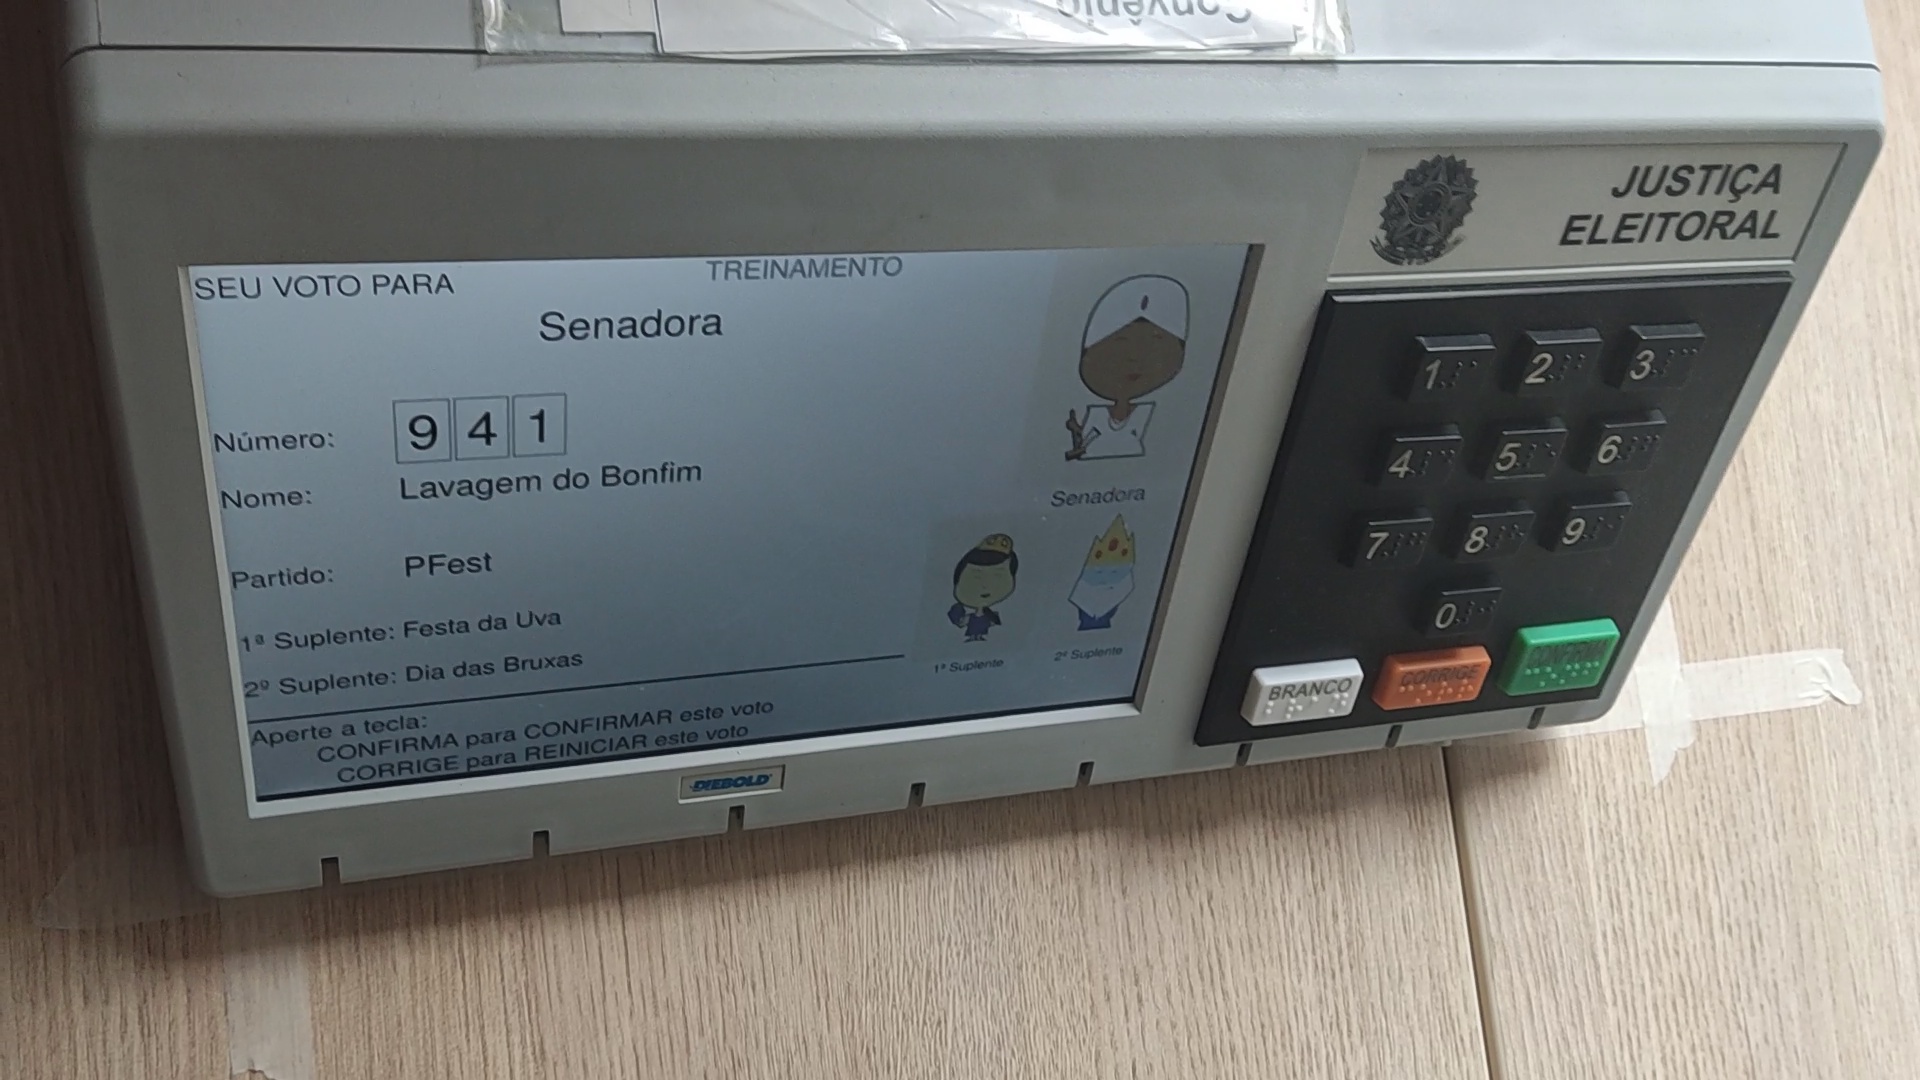 Convênio
JUSTIÇA
ELEITORAL
TREINAMENTO
SEU VOTO PARA
Senadora
Número: 9 4 1
Nome: Lavagem do Bonfim
Partido: PFest
1ª Suplente: Festa da Uva
2º Suplente: Dia das Bruxas
Senadora
1ª Suplente
2º Suplente
Aperte a tecla:
CONFIRMA para CONFIRMAR este voto
CORRIGE para REINICIAR este voto
DIEBOLD
1 2 3
4 5 6
7 8 9
0
BRANCO CORRIGE CONFIRMA